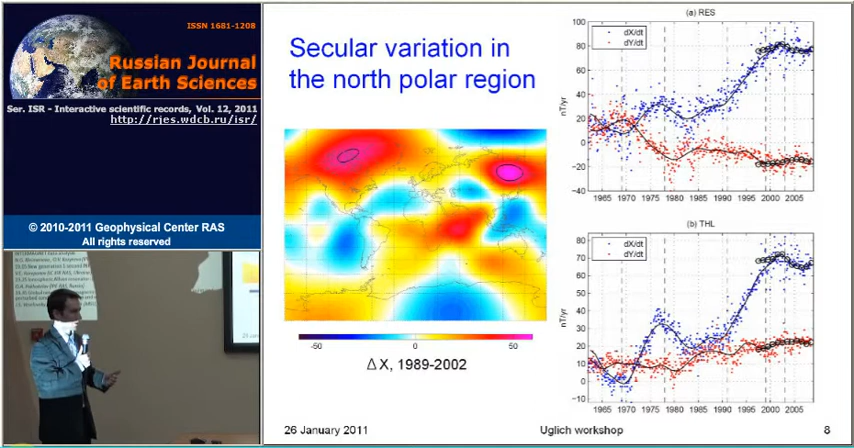 ISSN 1681-1208
Russian Journal
of Earth Sciences
Ser. ISR - Interactive scientific records, Vol. 12, 2011
http://rjes.wdcb.ru/isr/
© 2010-2011 Geophysical Center RAS
All rights reserved
Secular variation in
the north polar region
-50 0 50
Δ X, 1989-2002
(a) RES
dX/dt
dY/dt
nT/yr
100
80
60
40
20
0
-20
-40
1965 1970 1975 1980 1985 1990 1995 2000 2005
(b) THL
dX/dt
dY/dt
nT/yr
80
70
60
50
40
30
20
10
0
-10
1965 1970 1975 1980 1985 1990 1995 2000 2005
26 January 2011
Uglich workshop
8